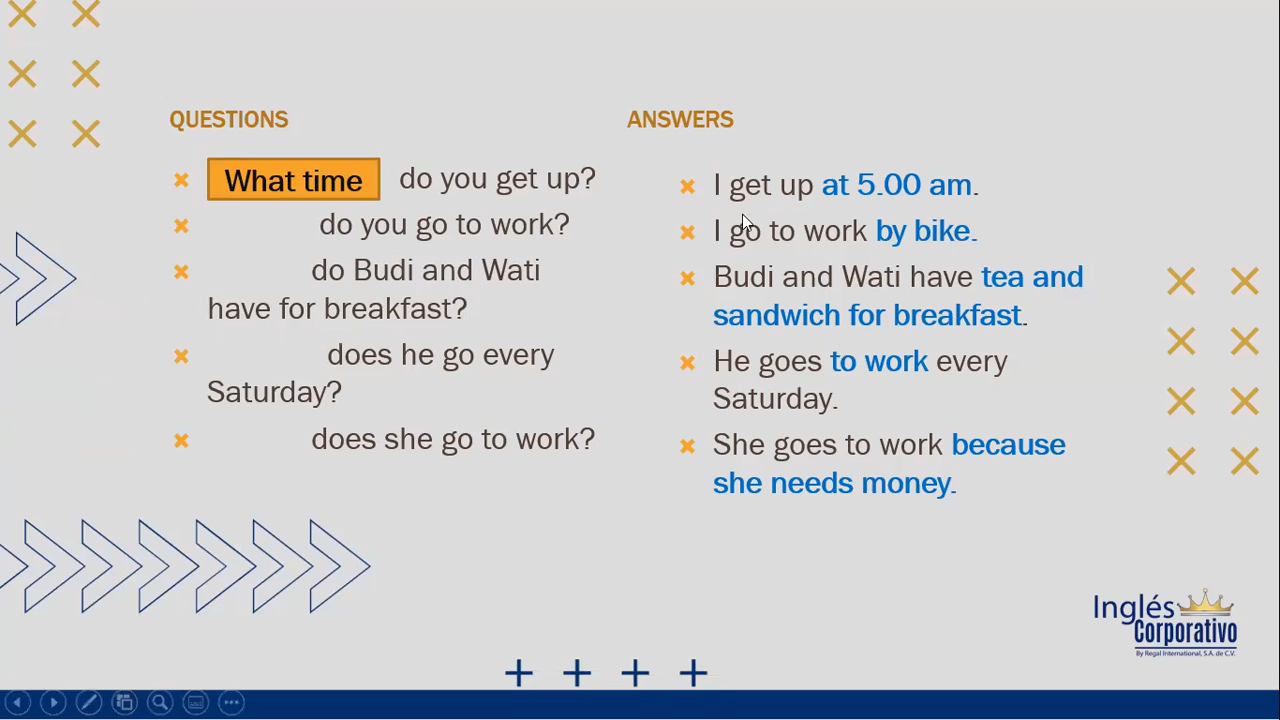 QUESTIONS
What time do you get up?
do you go to work?
do Budi and Wati
have for breakfast?
does he go every
Saturday?
does she go to work?
ANSWERS
I get up at 5.00 am.
I go to work by bike.
Budi and Wati have tea and
sandwich for breakfast.
He goes to work every
Saturday.
She goes to work because
she needs money.
Inglés
Corporativo
By Regal International, S.A. de C.V.